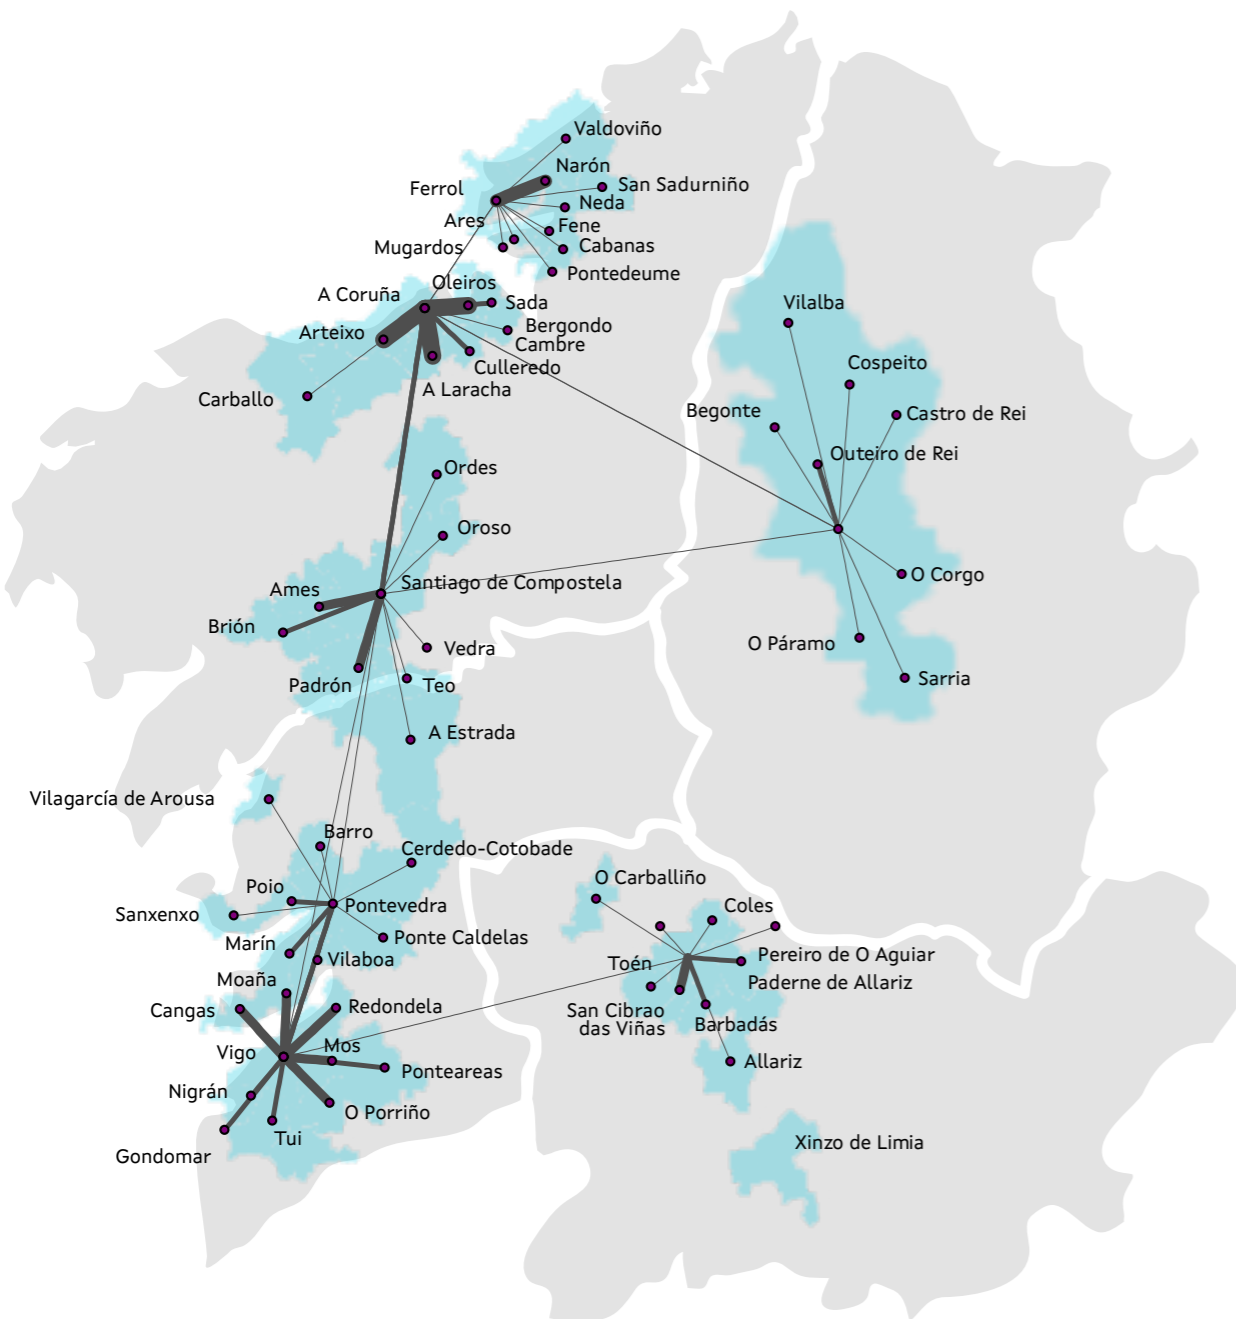 Valdoviño
Narón
San Sadurniño
Ferrol
Neda
Ares
Fene
Mugardos
Cabanas
Pontedeume
Oleiros
A Coruña
Sada
Arteixo
Bergondo
Cambre
Culleredo
A Laracha
Carballo
Vilalba
Cospeito
Begonte
Castro de Rei
Outeiro de Rei
Ordes
Oroso
O Corgo
Santiago de Compostela
Ames
Brión
O Páramo
Vedra
Sarria
Padrón
Teo
A Estrada
Vilagarcía de Arousa
Barro
Cerdedo-Cotobade
O Carballiño
Poio
Pontevedra
Coles
Sanxenxo
Marín
Ponte Caldelas
Pereiro de O Aguiar
Vilaboa
Toén
Moaña
Paderne de Allariz
Cangas
Redondela
San Cibrao
das Viñas
Barbadás
Vigo
Mos
Allariz
Ponteareas
Nigrán
O Porriño
Tui
Xinzo de Limia
Gondomar